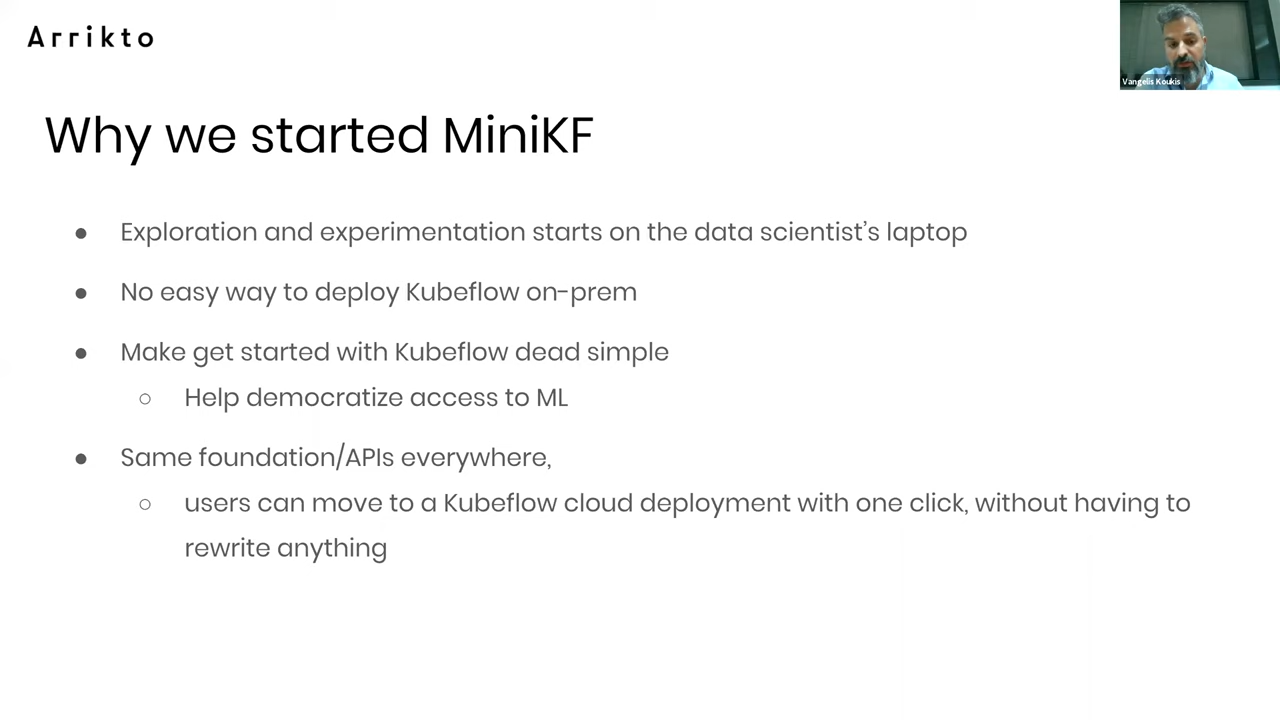 Arrikto
Vangelis Koukis
Why we started MiniKF
● Exploration and experimentation starts on the data scientist’s laptop
● No easy way to deploy Kubeflow on-prem
● Make get started with Kubeflow dead simple
○ Help democratize access to ML
● Same foundation/APIs everywhere,
○ users can move to a Kubeflow cloud deployment with one click, without having to
rewrite anything